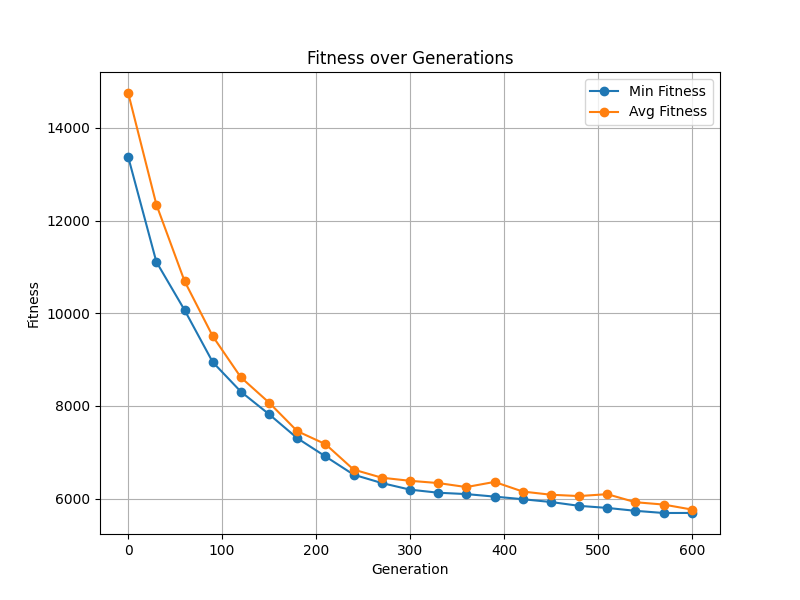 Fitness over Generations
Min Fitness
Avg Fitness
Fitness
14000
12000
10000
8000
6000
0 100 200 300 400 500 600
Generation